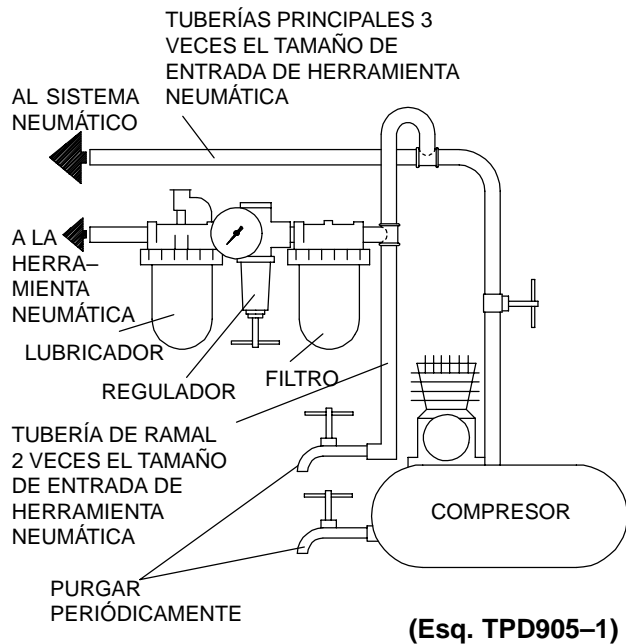 TUBERÍAS PRINCIPALES 3
VECES EL TAMAÑO DE
ENTRADA DE HERRAMIENTA
NEUMÁTICA
AL SISTEMA
NEUMÁTICO
A LA
HERRA–
MIENTA
NEUMÁTICA
LUBRICADOR
REGULADOR
FILTRO
TUBERÍA DE RAMAL
2 VECES EL TAMAÑO
DE ENTRADA DE
HERRAMIENTA
NEUMÁTICA
COMPRESOR
PURGAR
PERIÓDICAMENTE
(Esq. TPD905–1)